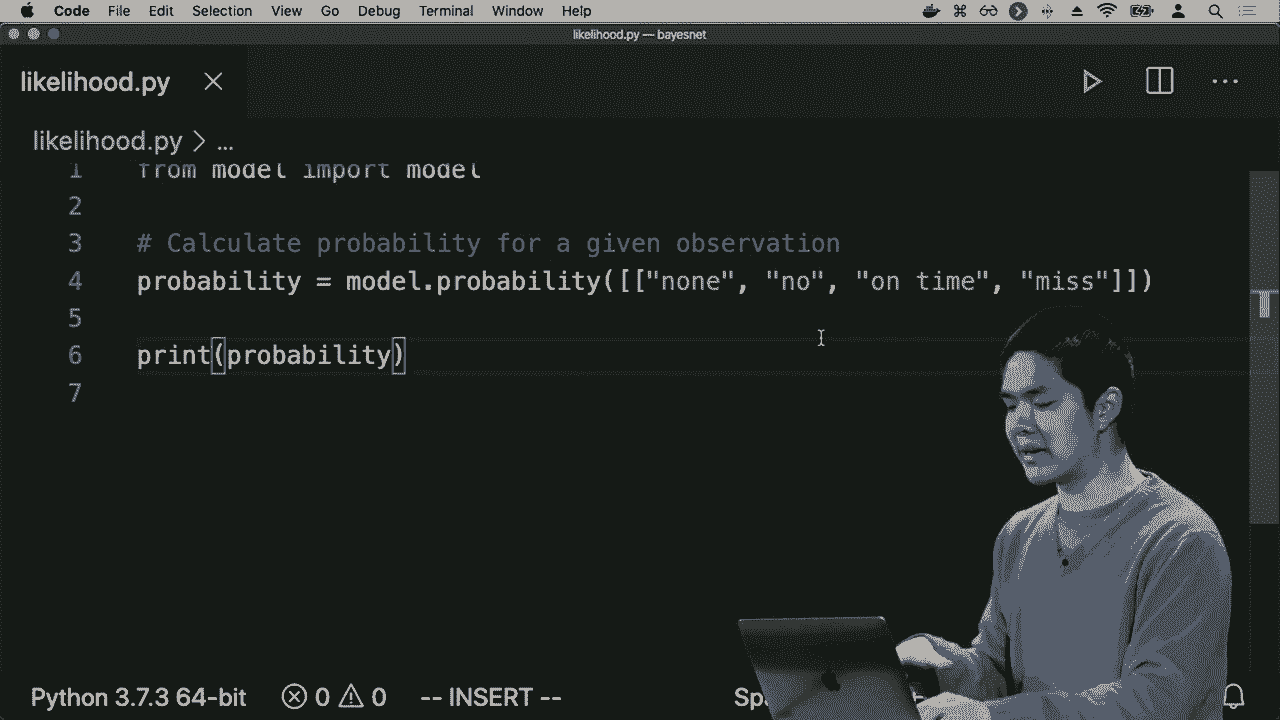 Code File Edit Selection View Go Debug Terminal Window Help
likelihood.py — bayesnet
likelihood.py
likelihood.py > ...
1 from model import model
2
3 # Calculate probability for a given observation
4 probability = model.probability([["none", "no", "on time", "miss"]])
5
6 print(probability)
7
Python 3.7.3 64-bit 0 0 -- INSERT --